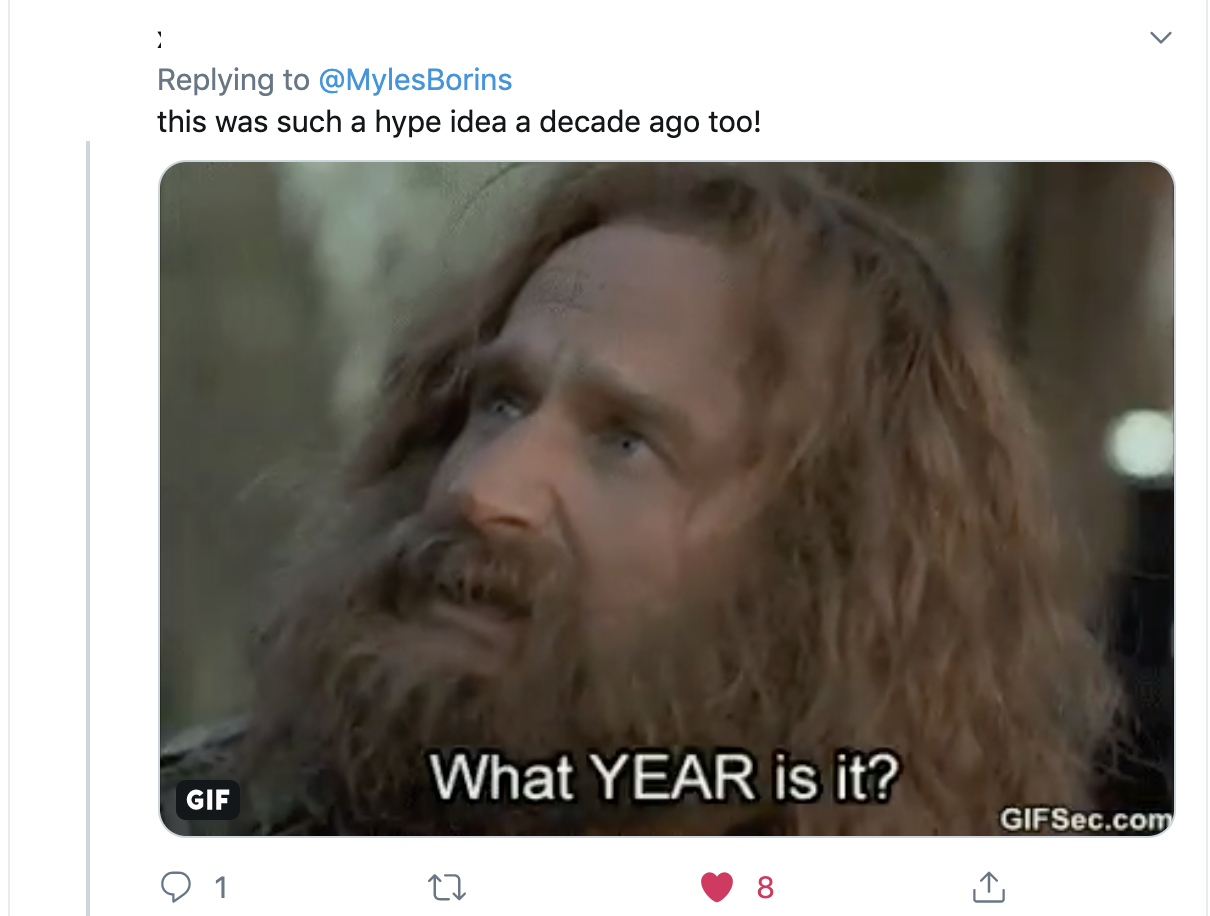 Replying to @MylesBorins
this was such a hype idea a decade ago too!
What YEAR is it?
GIF
GIFSec.com
1
8